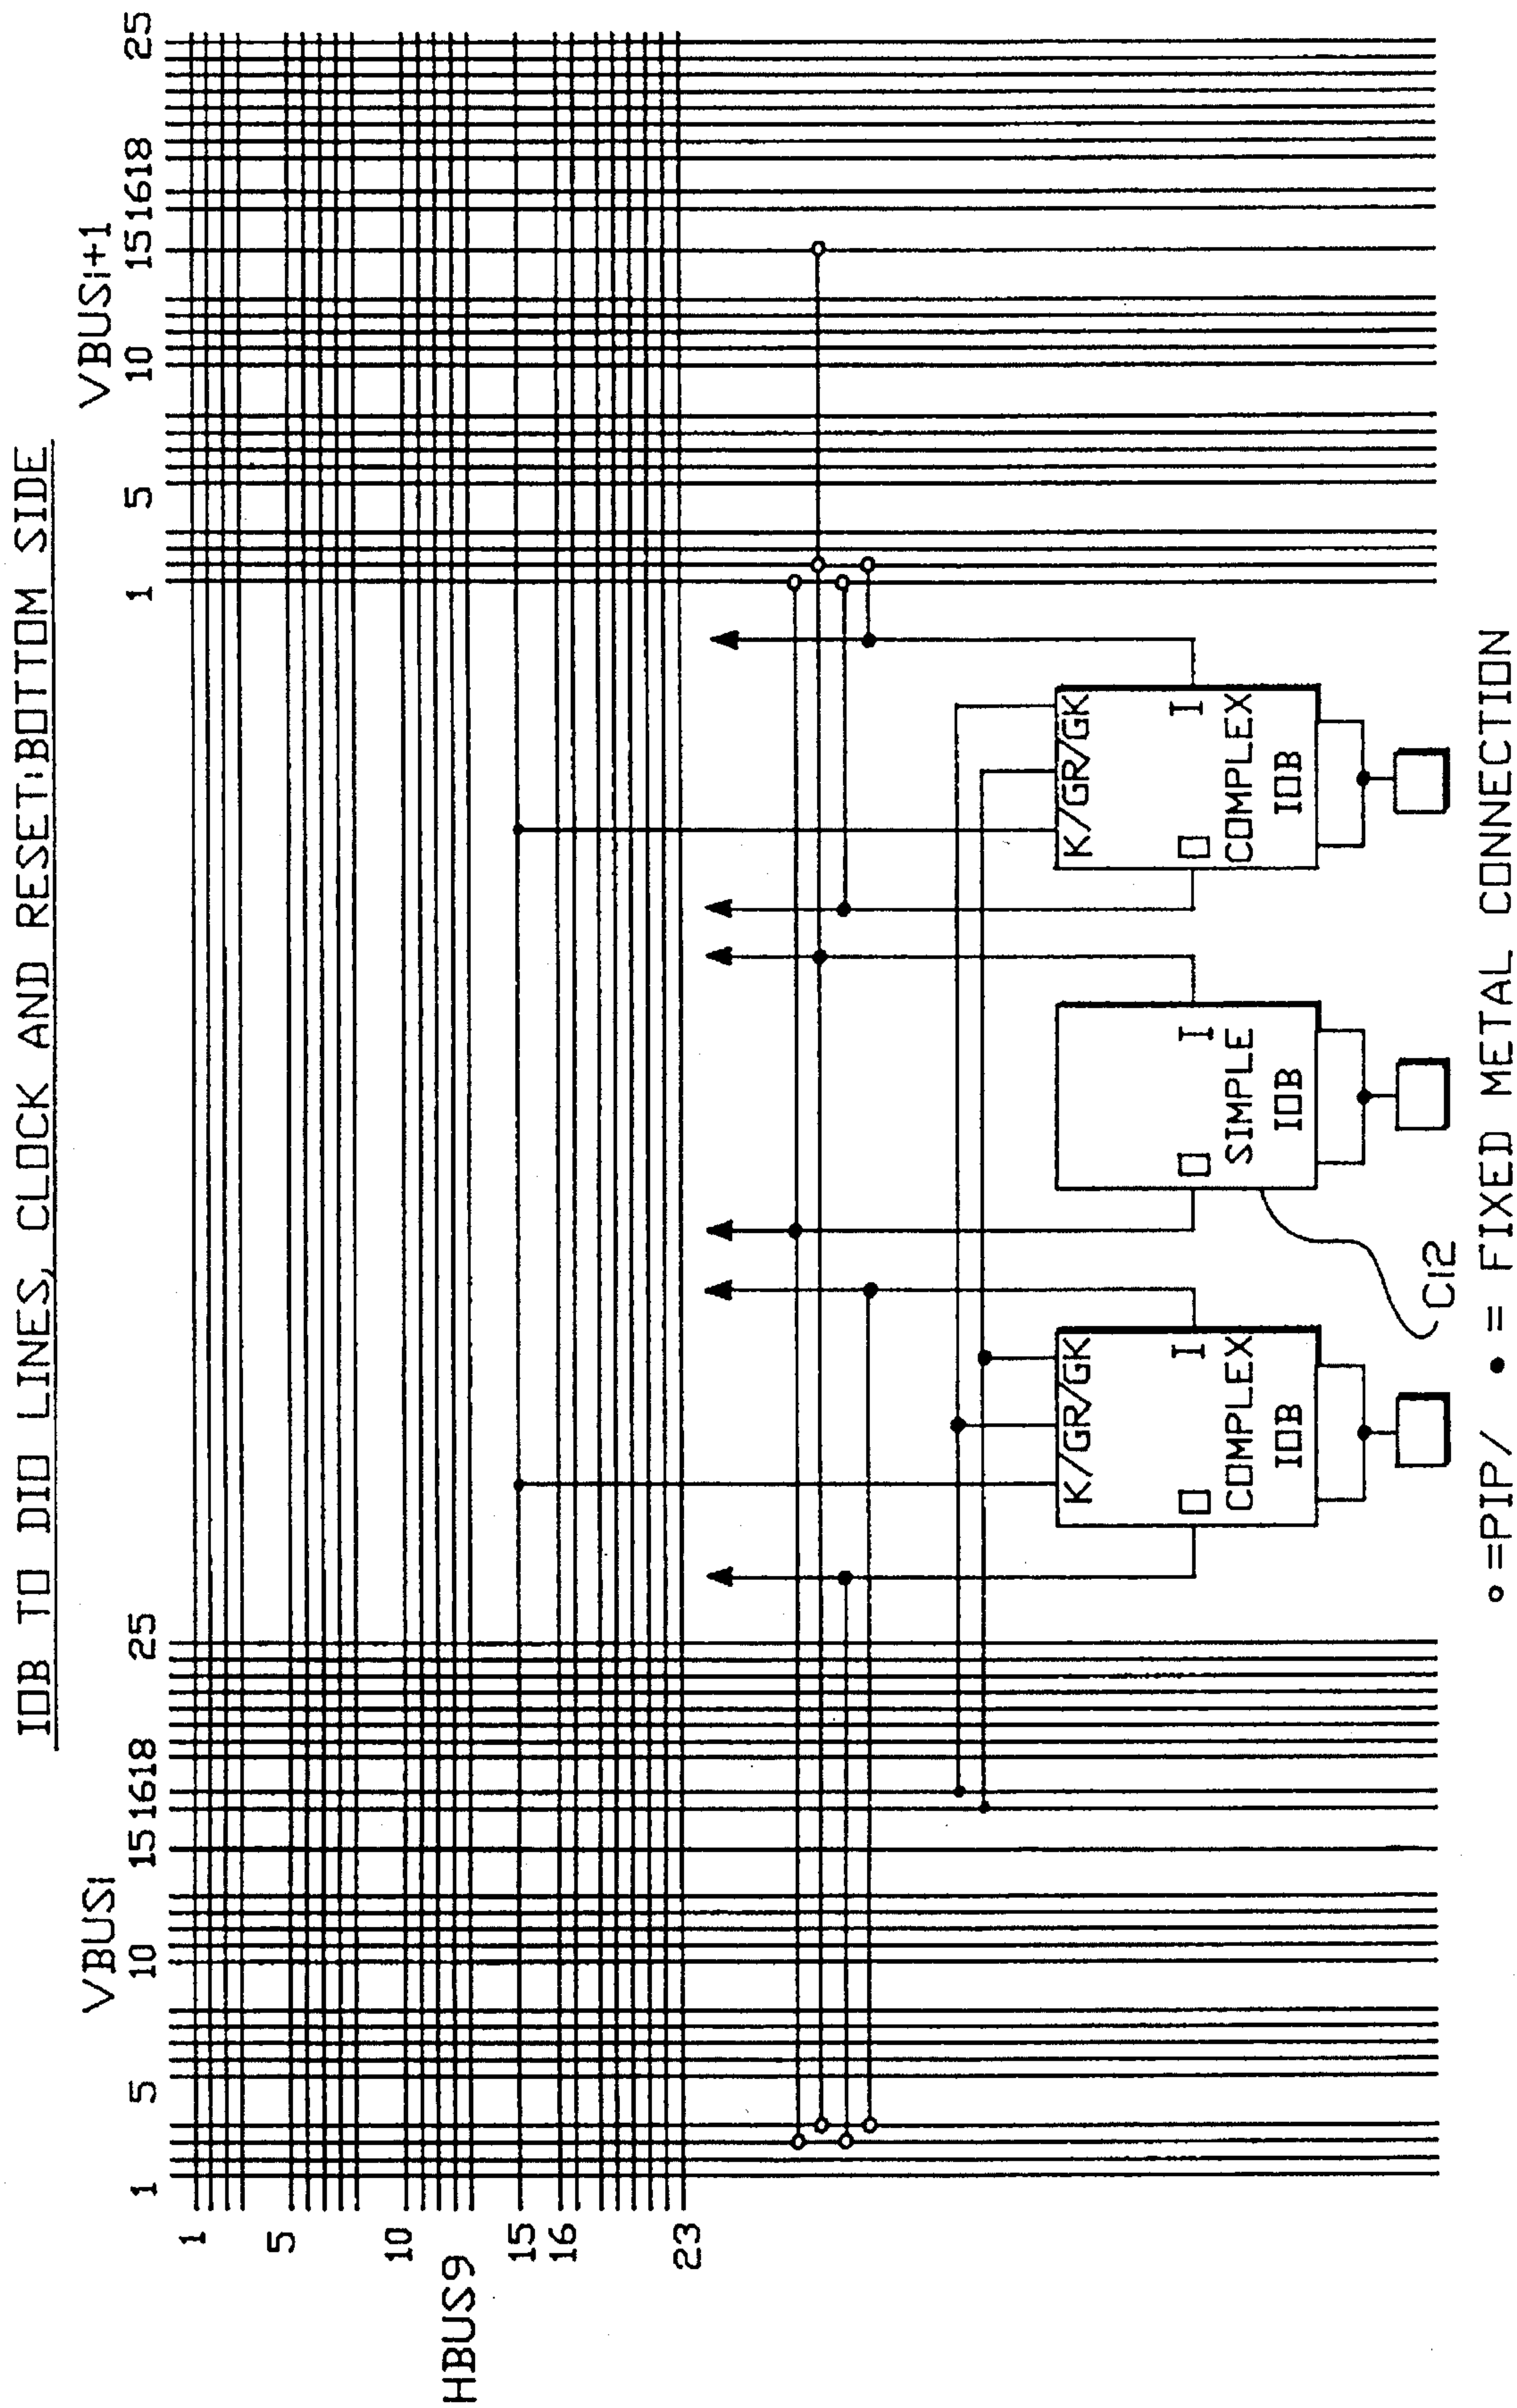 IOB TO DIO LINES, CLOCK AND RESET:BOTTOM SIDE
VBUSi
VBUSi+1
1 5 10 15 16 18 25
1 5 10 15 16 18 25
1
5
10
HBUS9
15
16
23
K/GR/GK
O I
COMPLEX
IOB
O I
SIMPLE
IOB
K/GR/GK
O I
COMPLEX
IOB
Ci2
o =PIP/ • = FIXED METAL CONNECTION